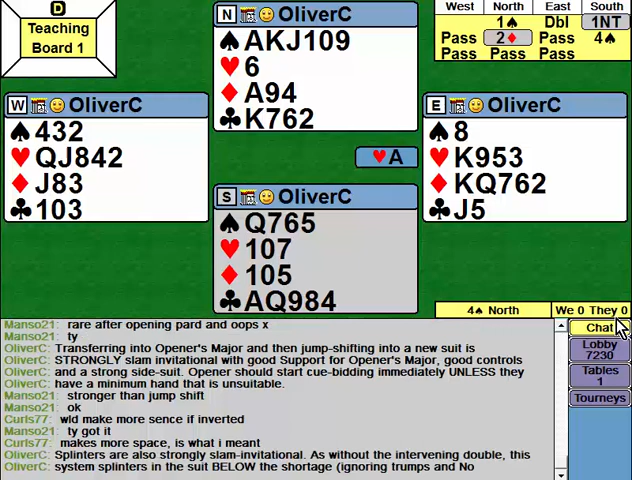 D
Teaching
Board 1
N OliverC
♠AKJ109
♥6
♦A94
♣K762
West North East South
1♠ Dbl 1NT
Pass 2♦ Pass 4♠
Pass Pass Pass
W OliverC
♠432
♥QJ842
♦J83
♣103
♥A
E OliverC
♠8
♥K953
♦KQ762
♣J5
S OliverC
♠Q765
♥107
♦105
♣AQ984
4♠ North
We 0 They 0
Manso21: rare after opening pard and oops x
Manso21: ty
OliverC: Transferring into Opener's Major and then jump-shifting into a new suit is
OliverC: STRONGLY slam invitational with good Support for Opener's Major, good controls
OliverC: and a strong side-suit. Opener should start cue-bidding immediately UNLESS they
OliverC: have a minimum hand that is unsuitable.
Manso21: stronger than jump shift
Manso21: ok
Curls77: wld make more sence if inverted
Manso21: ty got it
Curls77: makes more space, is what i meant
OliverC: Splinters are also strongly slam-invitational. As without the intervening double, this
OliverC: system splinters in the suit BELOW the shortage (ignoring trumps and No
Chat
Lobby
7230
Tables
1
Tourneys